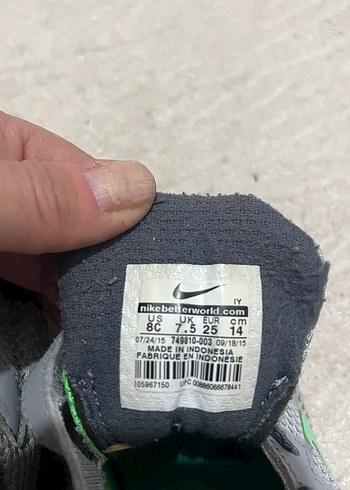 IY
nikebetterworld.com
US UK EUR cm
8C 7.5 25 14
07/24/15 749810-003 09/18/15
MADE IN INDONESIA
FABRIQUE EN INDONESIE
105967150 UPC 00886066678441